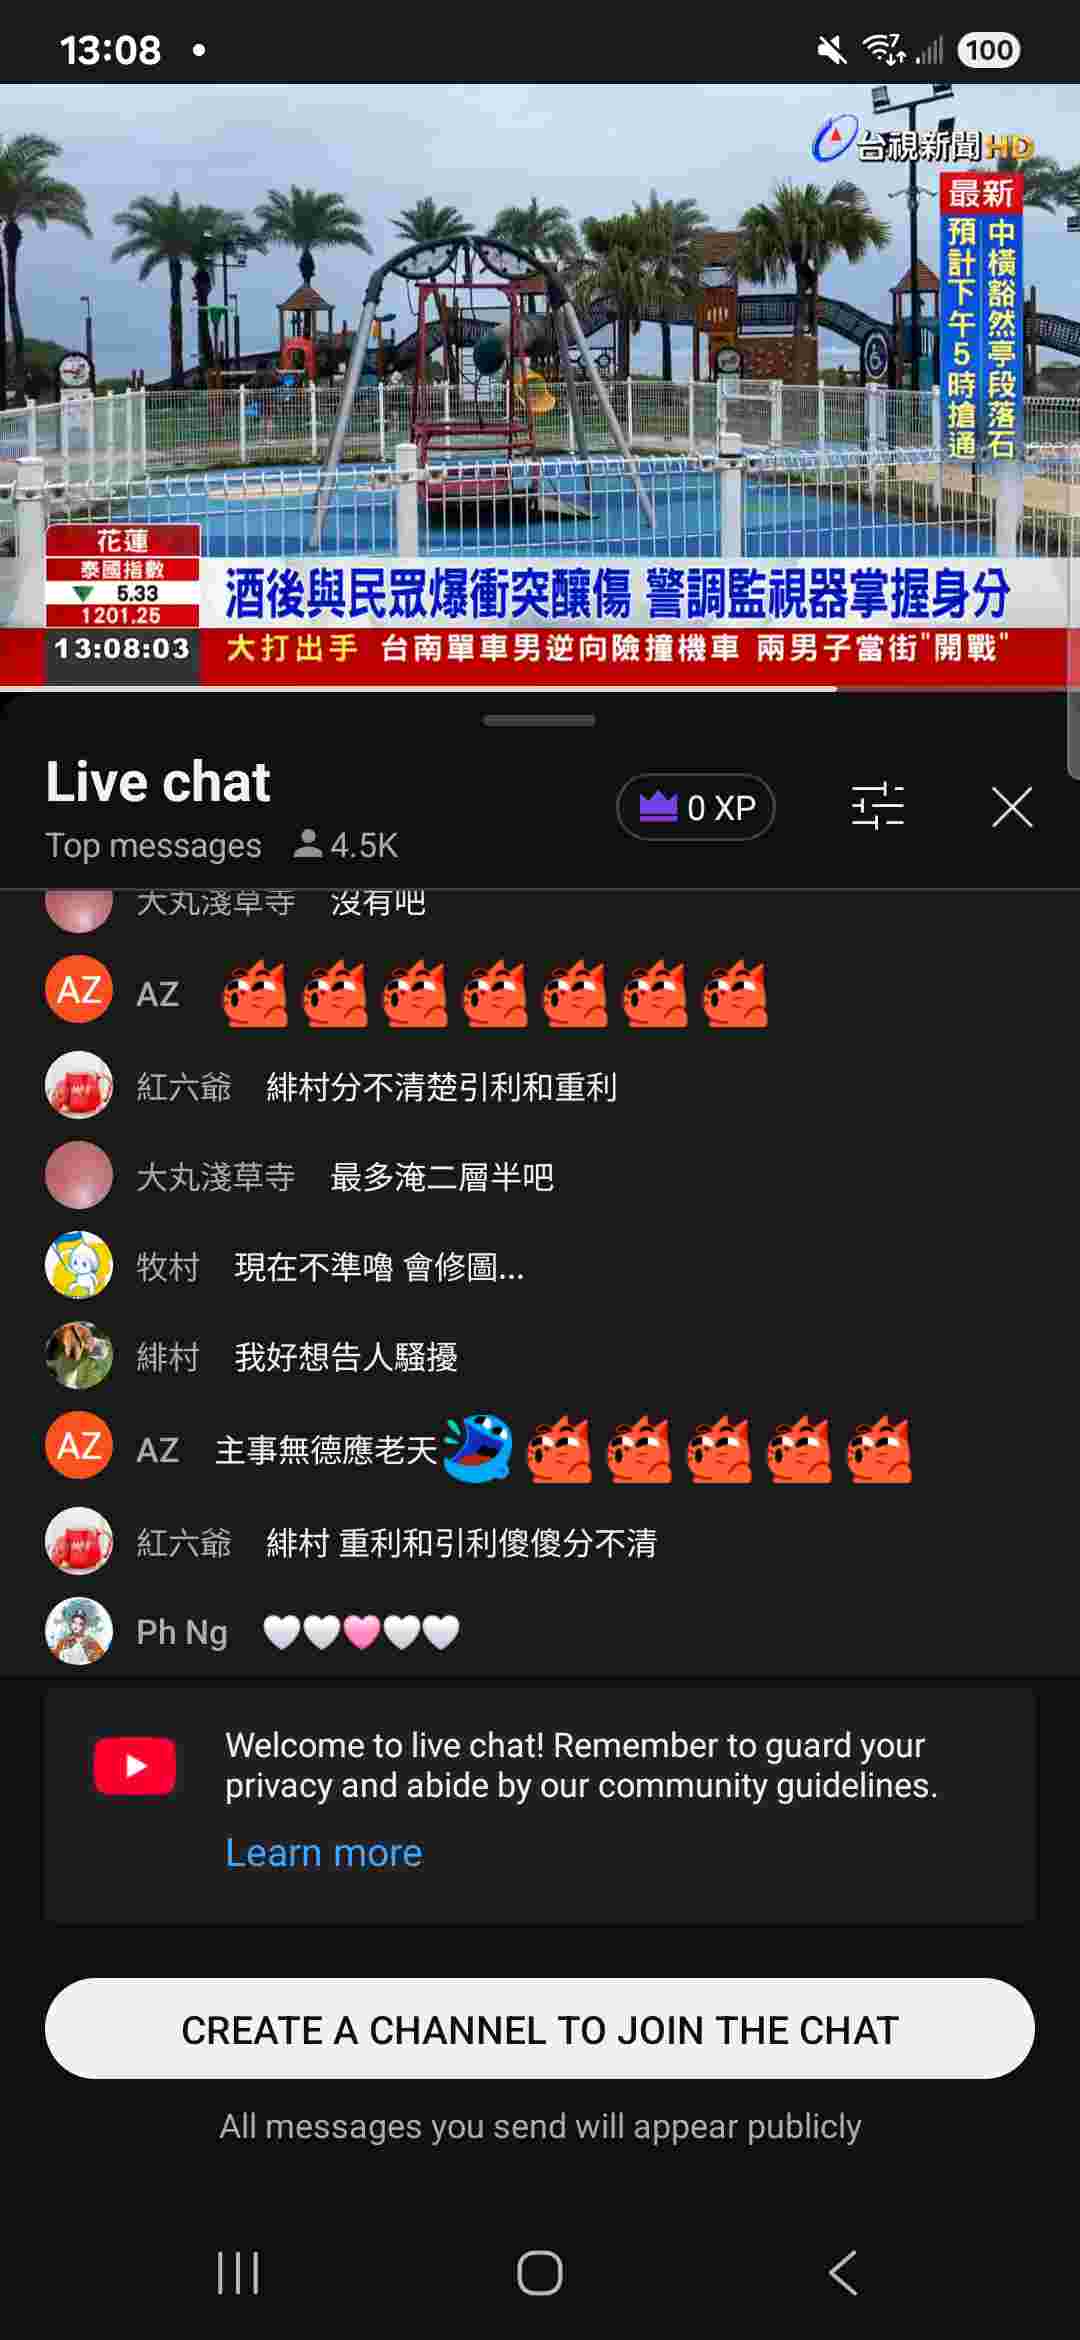 13:08
100
台視新聞HD
最新
中橫豁然亭段落石
預計下午5時搶通
花蓮
泰國指數
▼ 5.33
1201.25
13:08:03
酒後與民眾爆衝突釀傷 警調監視器掌握身分
大打出手 台南單車男逆向險撞機車 兩男子當街"開戰"
Live chat
0 XP
Top messages 4.5K
大丸淺草寺 沒有吧
AZ AZ
紅六爺 緋村分不清楚引利和重利
大丸淺草寺 最多淹二層半吧
牧村 現在不準嚕 會修圖...
緋村 我好想告人騷擾
AZ AZ 主事無德應老天
紅六爺 緋村 重利和引利傻傻分不清
Ph Ng 🤍🤍🩷🤍🤍
Welcome to live chat! Remember to guard your
privacy and abide by our community guidelines.
Learn more
CREATE A CHANNEL TO JOIN THE CHAT
All messages you send will appear publicly